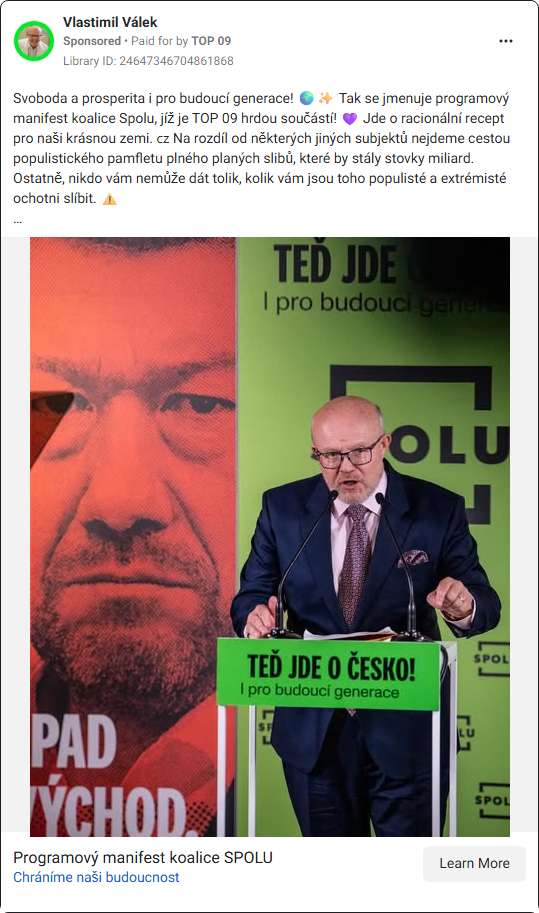 Vlastimil Válek
Sponsored • Paid for by TOP 09
Library ID: 24647346704861868
Svoboda a prosperita i pro budoucí generace! 🌍 ✨ Tak se jmenuje programový
manifest koalice Spolu, jíž je TOP 09 hrdou součástí! 💜 Jde o racionální recept
pro naši krásnou zemi. CZ Na rozdíl od některých jiných subjektů nejdeme cestou
populistického pamfletu plného planých slibů, které by stály stovky miliard.
Ostatně, nikdo vám nemůže dát tolik, kolik vám jsou toho populisté a extrémisté
ochotni slíbit. ⚠️
...
TEĎ JDE O
I pro budoucí generace
SPOLU
TEĎ JDE O ČESKO!
I pro budoucí generace
SPOL
PAD
VÝCHOD.
SPOL
Programový manifest koalice SPOLU
Chráníme naši budoucnost
Learn More